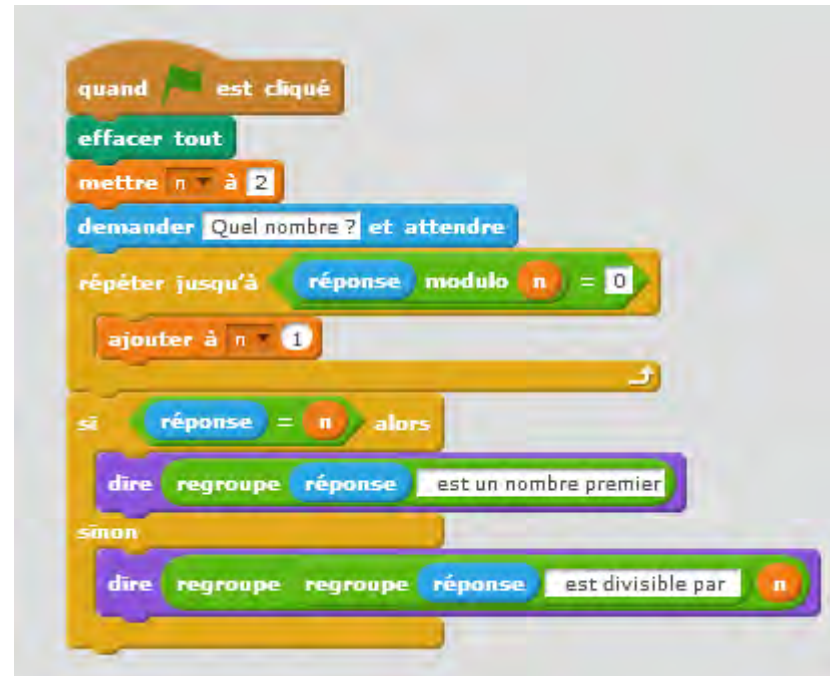 quand est cliqué
effacer tout
mettre n à 2
demander Quel nombre ? et attendre
répéter jusqu'à réponse modulo n = 0
ajouter à n 1
si réponse = n alors
dire regroupe réponse est un nombre premier
sinon
dire regroupe regroupe réponse est divisible par n